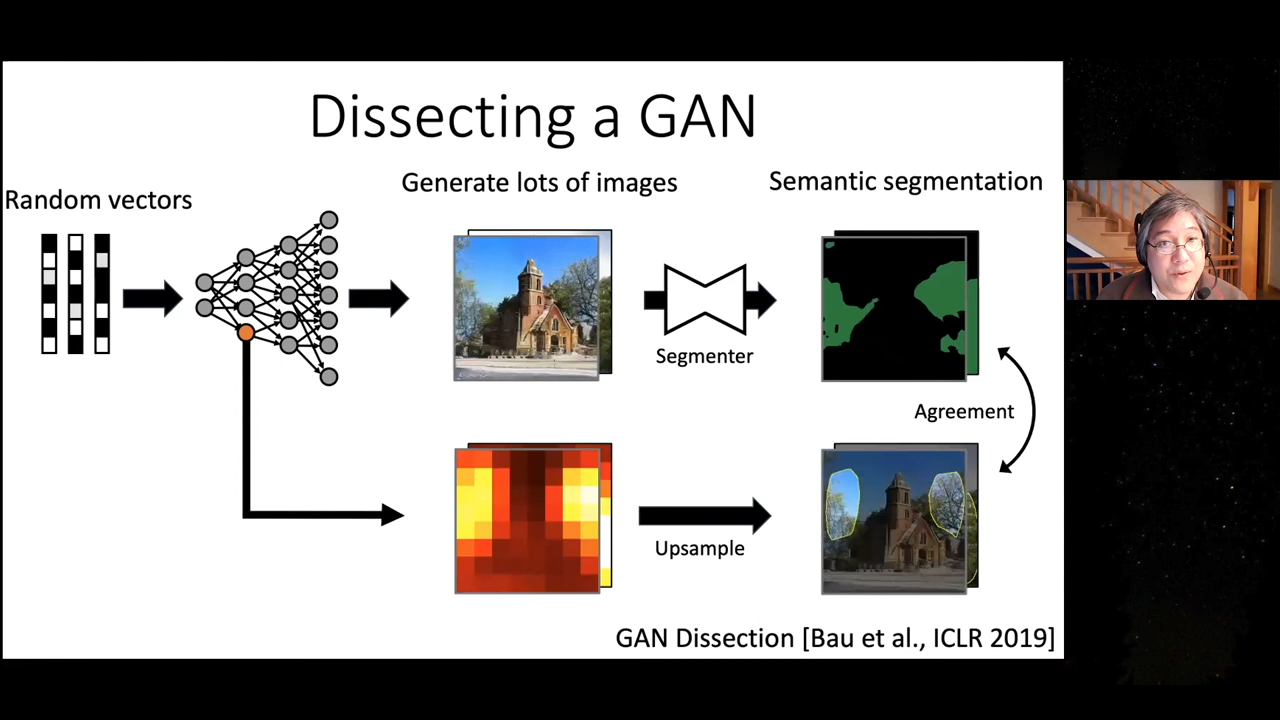 Dissecting a GAN
Random vectors
Generate lots of images
Semantic segmentation
Segmenter
Agreement
Upsample
GAN Dissection [Bau et al., ICLR 2019]